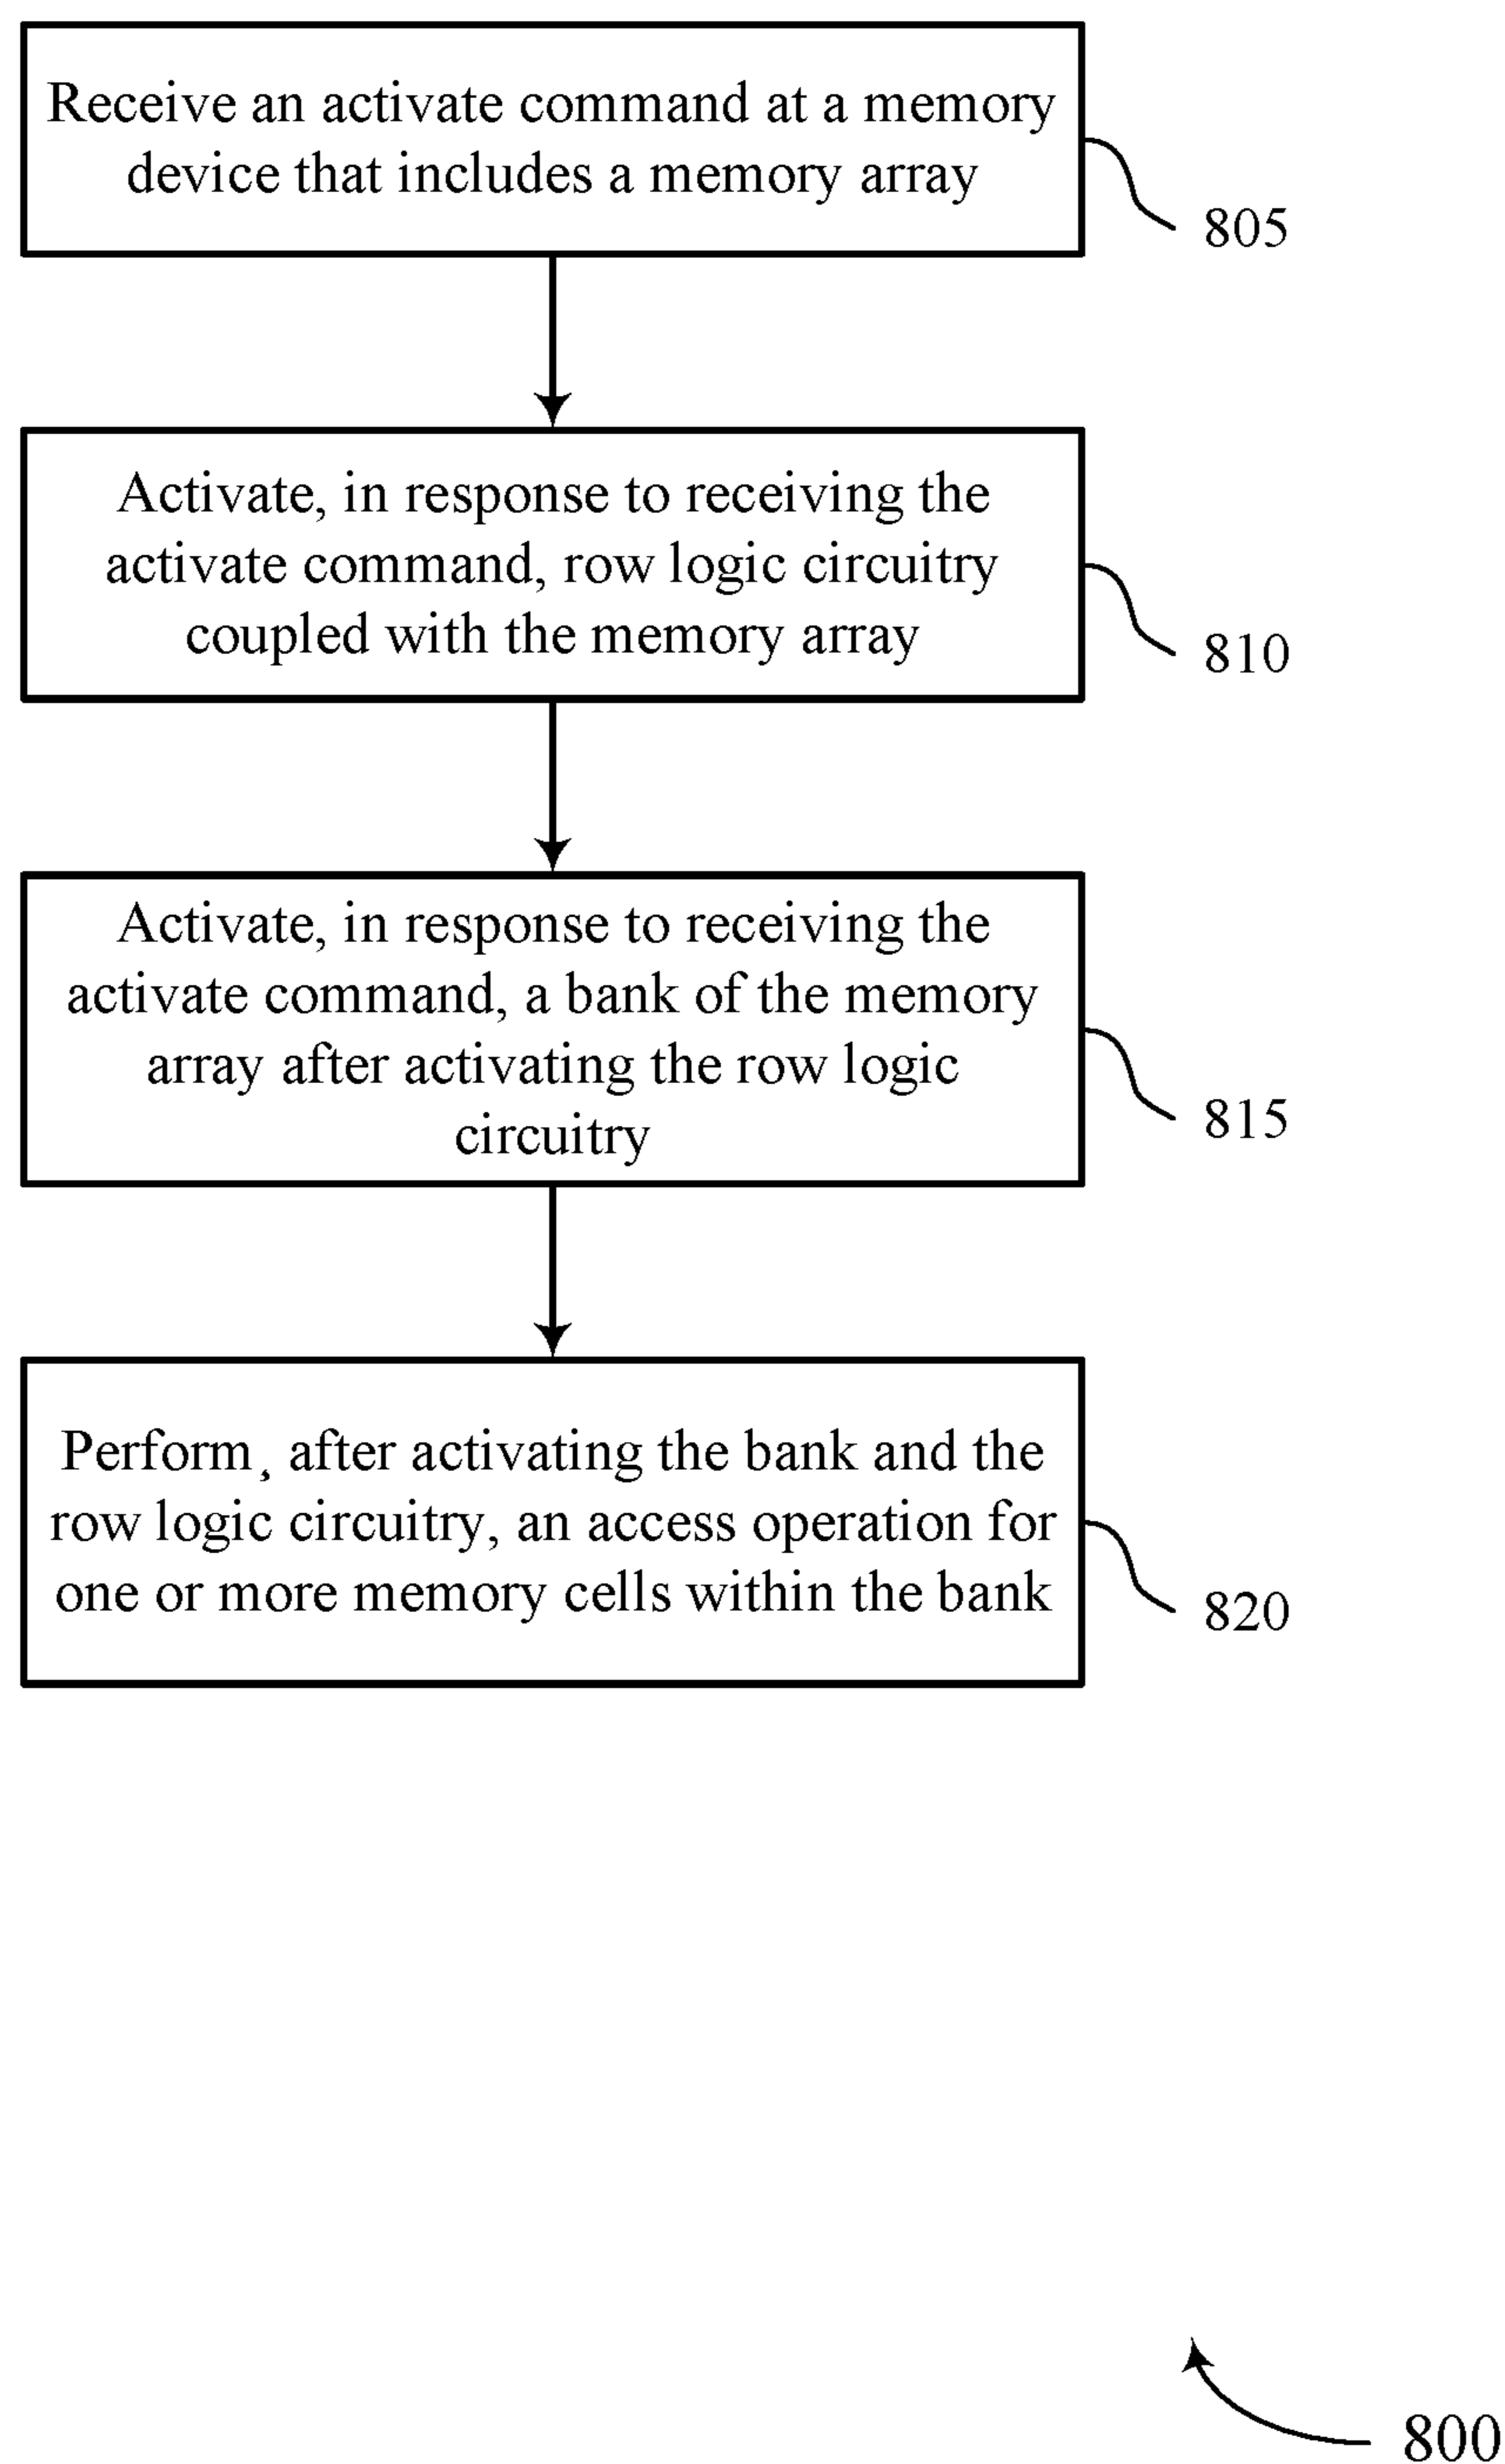 Receive an activate command at a memory
device that includes a memory array
805
Activate, in response to receiving the
activate command, row logic circuitry
coupled with the memory array
810
Activate, in response to receiving the
activate command, a bank of the memory
array after activating the row logic
circuitry
815
Perform, after activating the bank and the
row logic circuitry, an access operation for
one or more memory cells within the bank
820
800